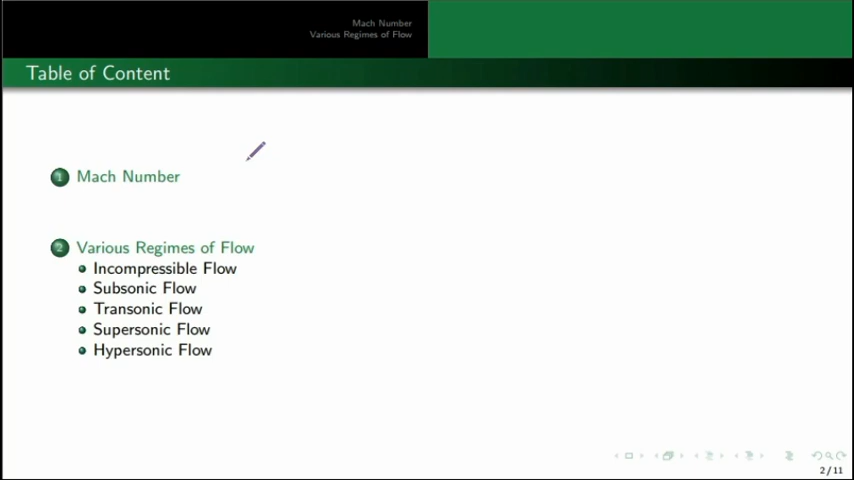 Mach Number
Various Regimes of Flow
Table of Content
1 Mach Number
2 Various Regimes of Flow
Incompressible Flow
Subsonic Flow
Transonic Flow
Supersonic Flow
Hypersonic Flow
2/11